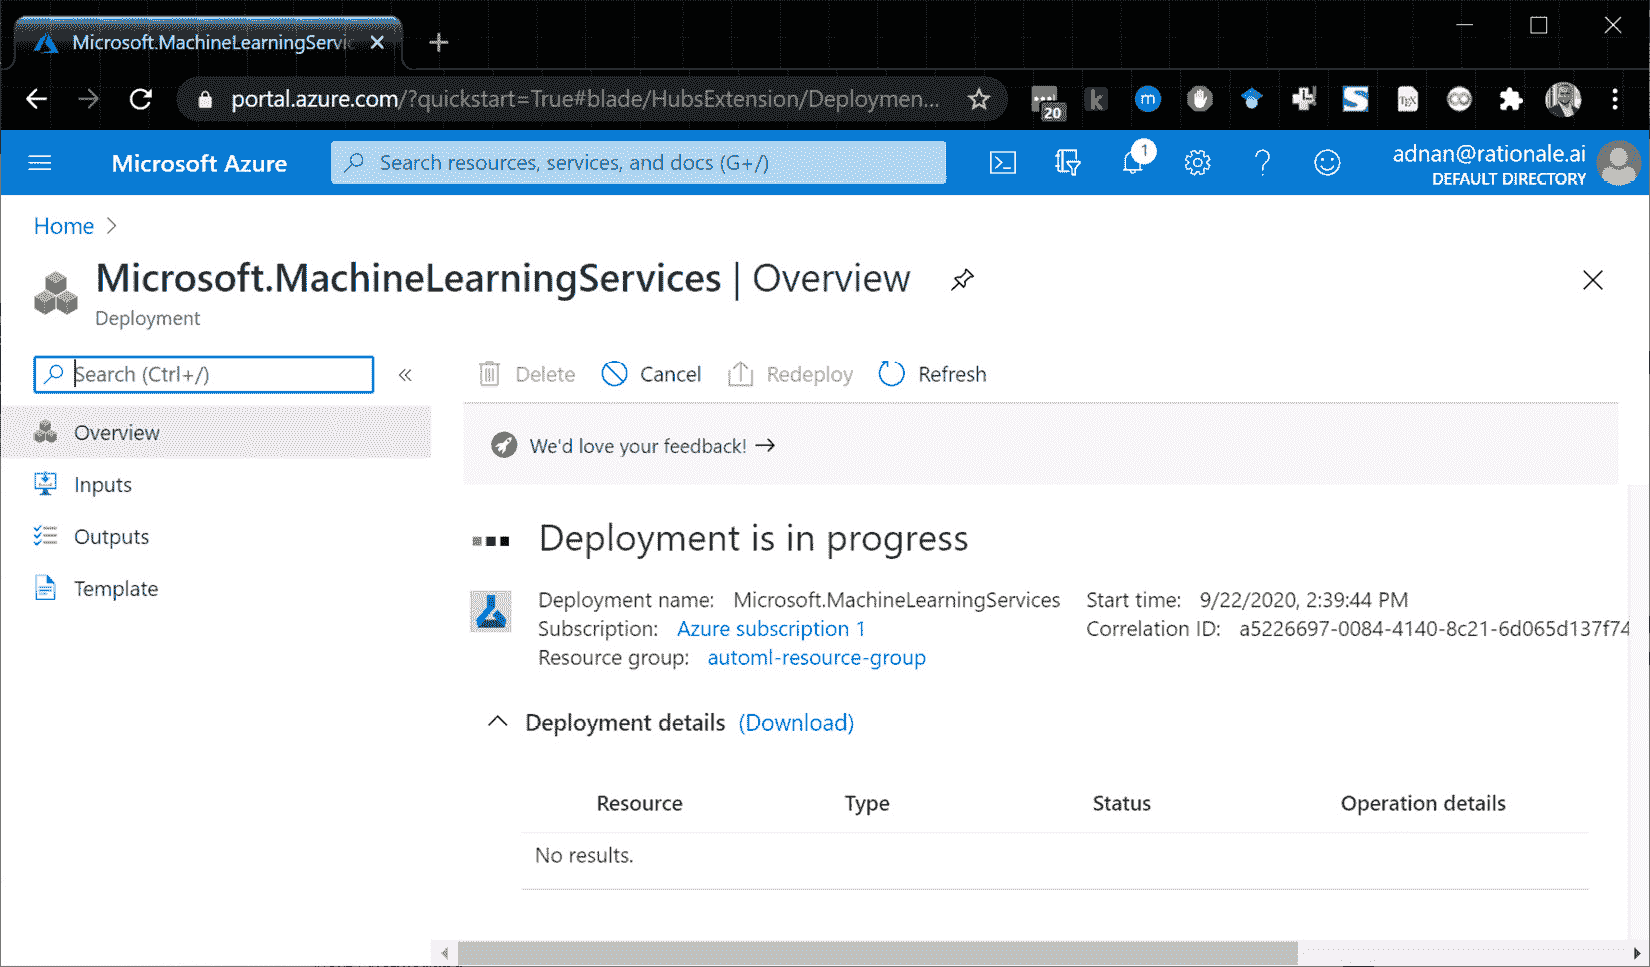 Microsoft.MachineLearningServic
portal.azure.com/?quickstart=True#blade/HubsExtension/Deploymen...
20
k
m
S
TEX
Microsoft Azure
Search resources, services, and docs (G+/)
1
adnan@rationale.ai
DEFAULT DIRECTORY
Home
Microsoft.MachineLearningServices | Overview
Deployment
Search (Ctrl+/)
Delete
Cancel
Redeploy
Refresh
Overview
Inputs
Outputs
Template
We'd love your feedback! →
Deployment is in progress
Deployment name: Microsoft.MachineLearningServices
Start time: 9/22/2020, 2:39:44 PM
Subscription: Azure subscription 1
Correlation ID: a5226697-0084-4140-8c21-6d065d137f74
Resource group: automl-resource-group
Deployment details (Download)
Resource Type Status Operation details
No results.